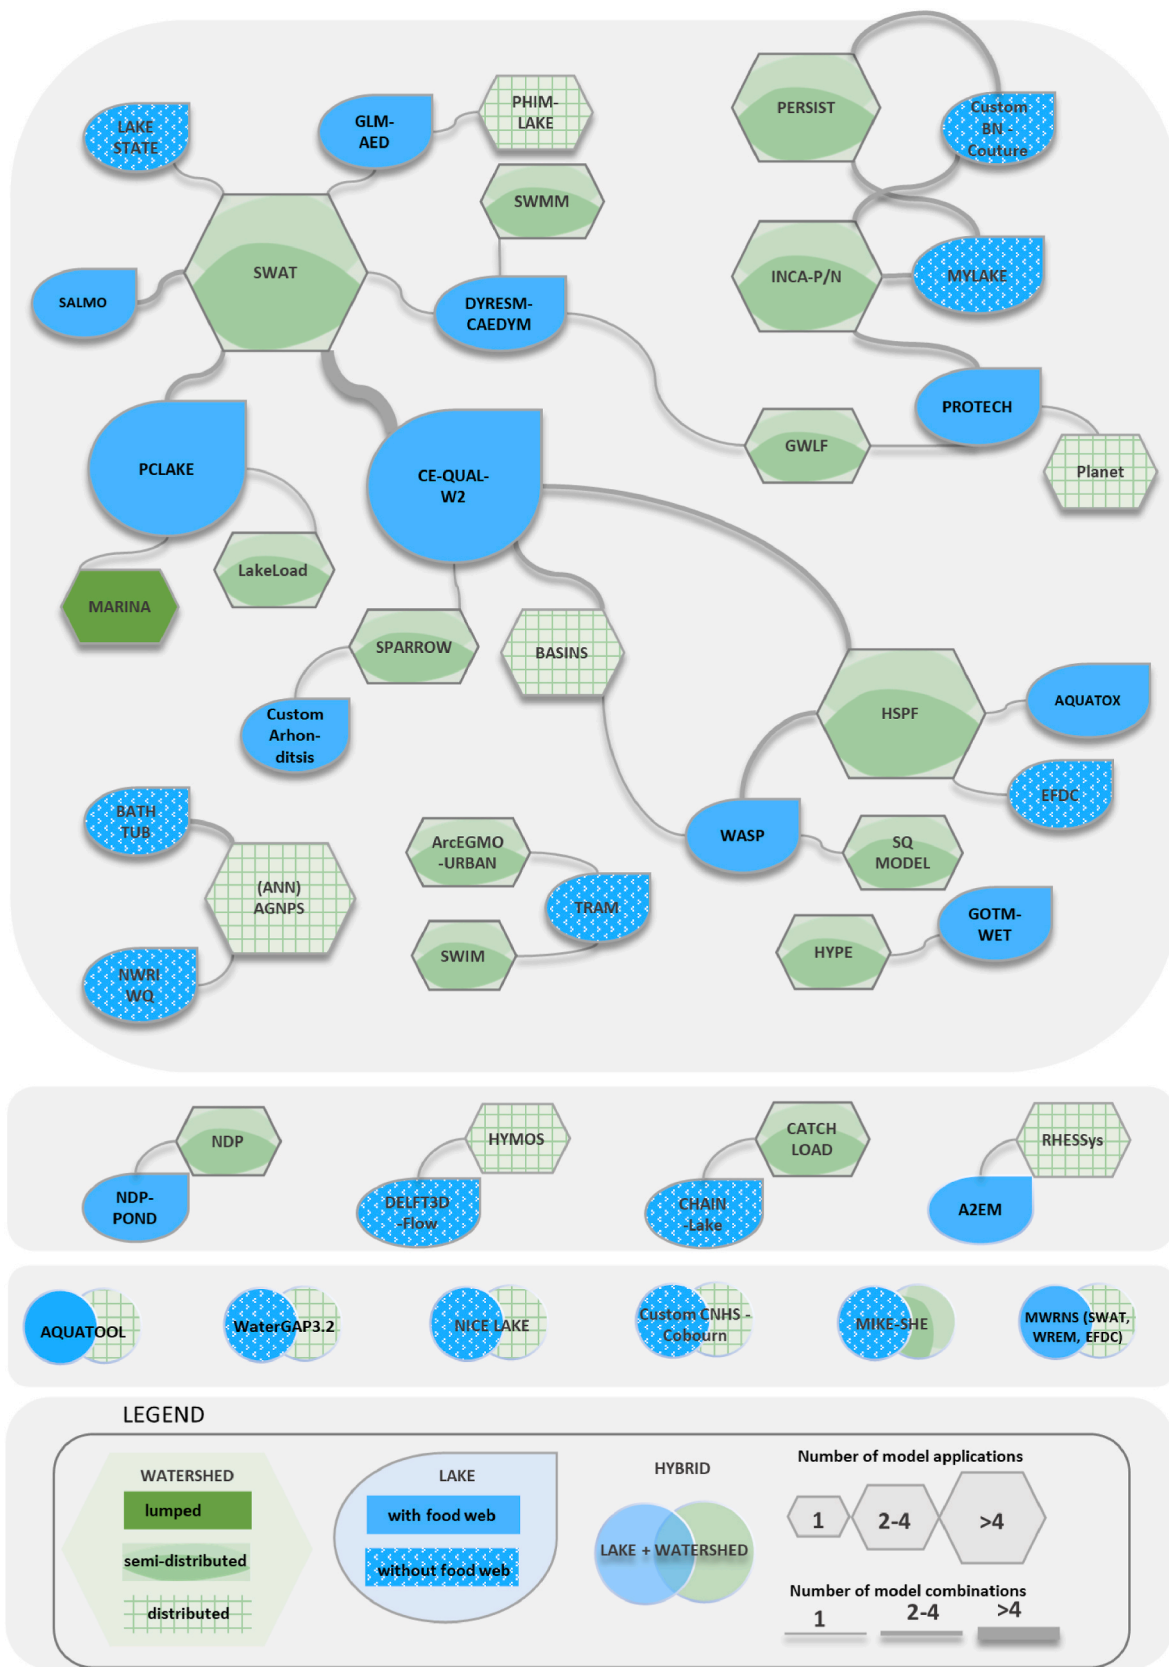 LAKE
STATE
GLM-
AED
PHIM-
LAKE
PERSIST
Custom
BN -
Couture
SWMM
SWAT
INCA-P/N
MYLAKE
SALMO
DYRESM-
CAEDYM
PROTECH
GWLF
Planet
PCLAKE
CE-QUAL-
W2
LakeLoad
MARINA
SPARROW
BASINS
Custom
Arhon-
ditsis
HSPF
AQUATOX
EFDC
BATH
TUB
ArcEGMO
-URBAN
WASP
SQ
MODEL
(ANN)
AGNPS
TRAM
GOTM-
WET
SWIM
HYPE
NWRI
WQ
NDP
HYMOS
CATCH
LOAD
RHESSys
NDP-
POND
DELFT3D
-Flow
CHAIN
-Lake
A2EM
AQUATOOL
WaterGAP3.2
NICE LAKE
Custom CNHS -
Cobourn
MIKE-SHE
MWRNS (SWAT,
WREM, EFDC)
LEGEND
WATERSHED
lumped
semi-distributed
distributed
LAKE
with food web
without food web
HYBRID
LAKE + WATERSHED
Number of model applications
1
2-4
>4
Number of model combinations
1
2-4
>4